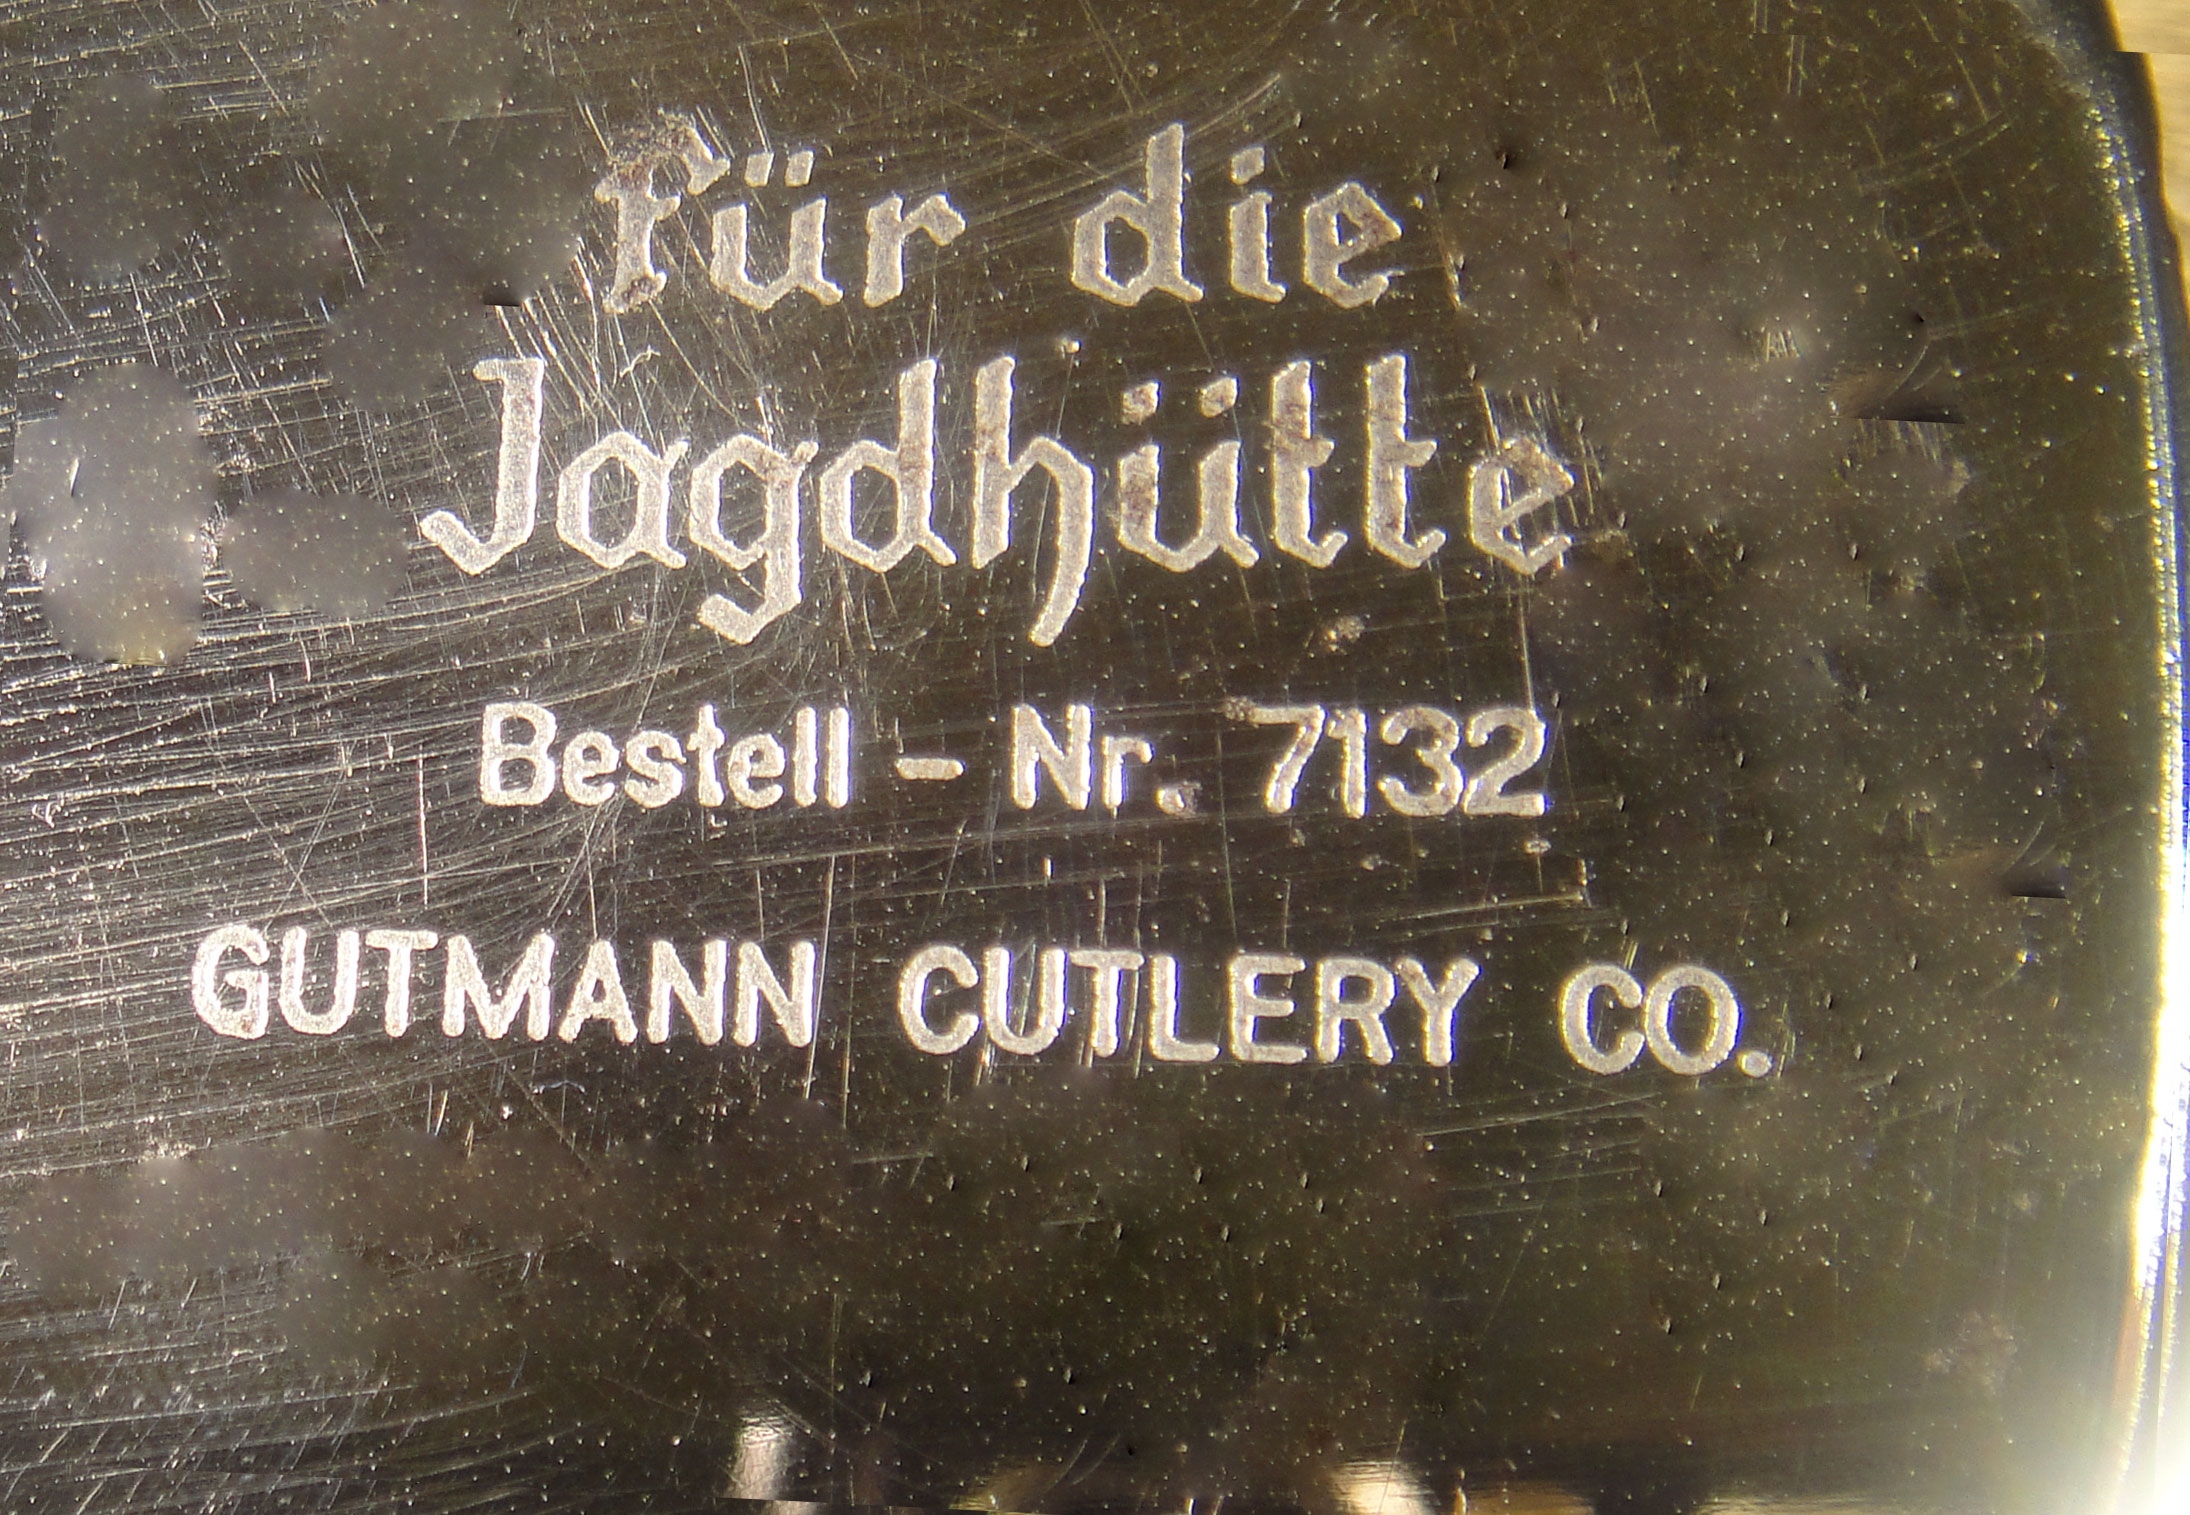 für die
Jagdhütte
Bestell - Nr. 7132
GUTMANN CUTLERY CO.